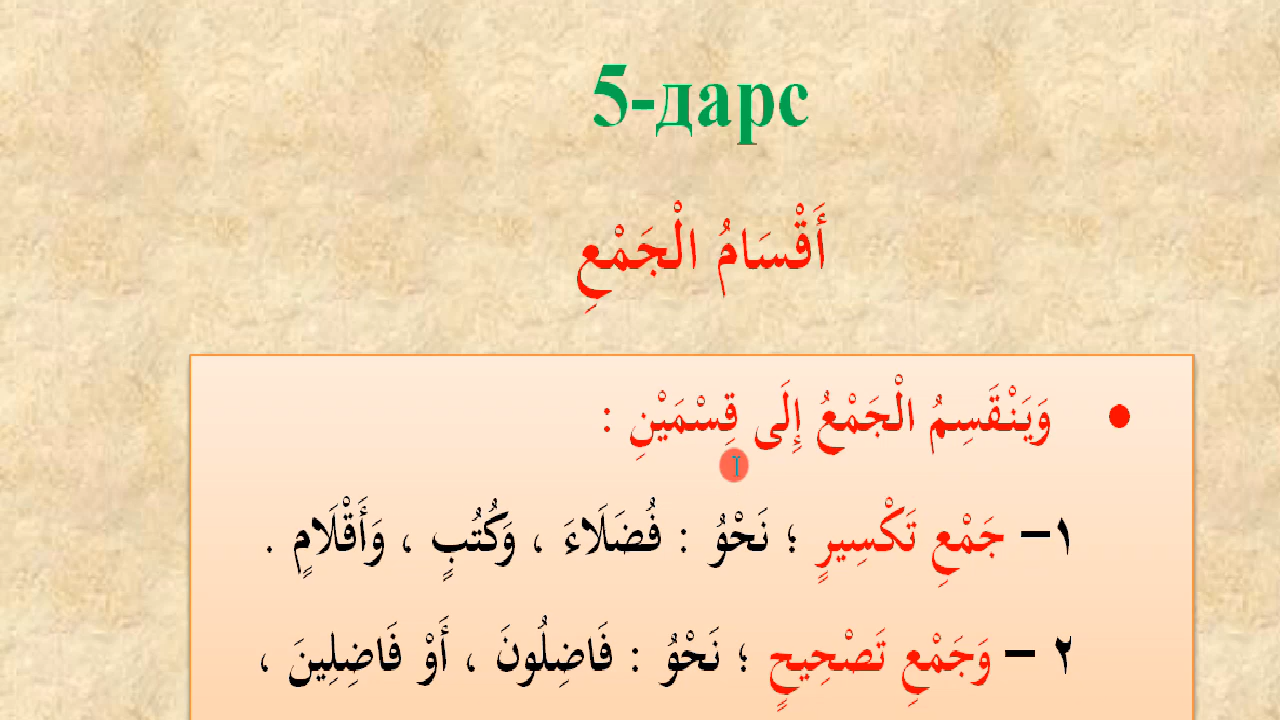 5-дарс
أَقْسَامُ الْجَمْعِ
• وَيَنْقَسِمُ الْجَمْعُ إِلَى قِسْمَيْنِ :
١– جَمْعِ تَكْسِيرٍ ؛ نَحْوُ : فُضَلَاءَ ، وَكُتُبٍ ، وَأَقْلَامٍ .
٢ – وَجَمْعِ تَصْحِيحٍ ؛ نَحْوُ : فَاضِلُونَ ، أَوْ فَاضِلِينَ ،